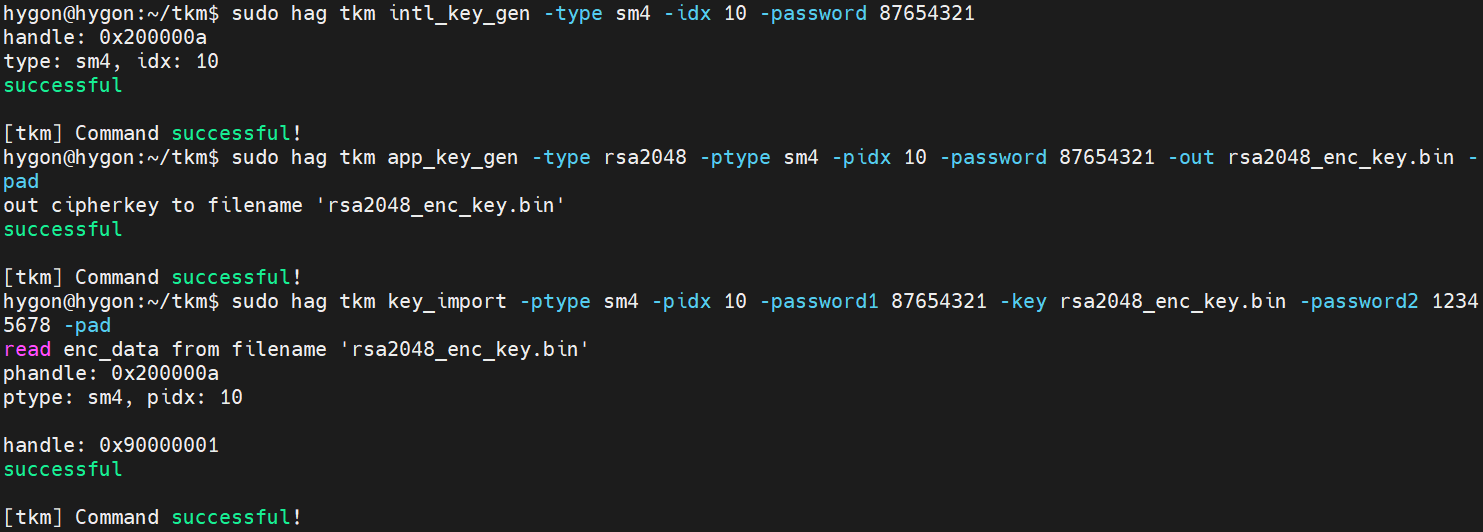 hygon@hygon:~/tkm$ sudo hag tkm intl_key_gen -type sm4 -idx 10 -password 87654321
handle: 0x200000a
type: sm4, idx: 10
successful
[tkm] Command successful!
hygon@hygon:~/tkm$ sudo hag tkm app_key_gen -type rsa2048 -ptype sm4 -pidx 10 -password 87654321 -out rsa2048_enc_key.bin -
pad
out cipherkey to filename 'rsa2048_enc_key.bin'
successful
[tkm] Command successful!
hygon@hygon:~/tkm$ sudo hag tkm key_import -ptype sm4 -pidx 10 -password1 87654321 -key rsa2048_enc_key.bin -password2 1234
5678 -pad
read enc_data from filename 'rsa2048_enc_key.bin'
phandle: 0x200000a
ptype: sm4, pidx: 10
handle: 0x90000001
successful
[tkm] Command successful!